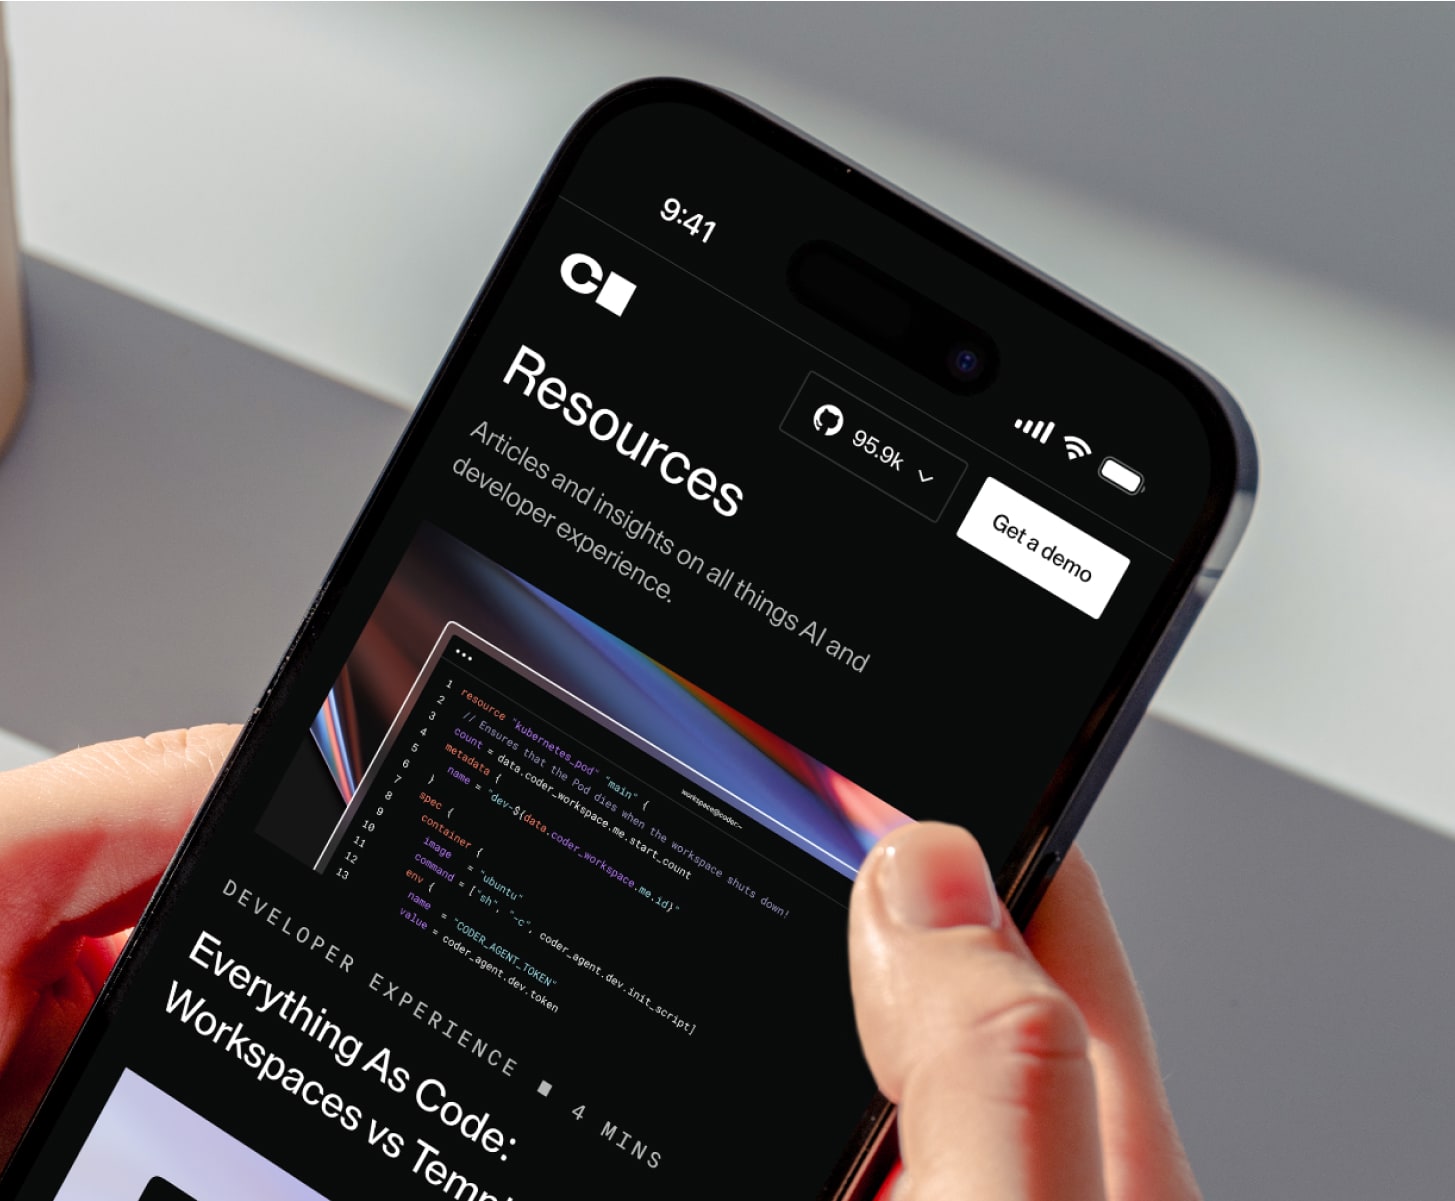 9:41
C
95.9k
Get a demo
Resources
Articles and insights on all things AI and
developer experience.
workspace@coder:~
1 resource "kubernetes_pod" "main" {
2 // Ensures that the Pod dies when the workspace shuts down!
3 count = data.coder_workspace.me.start_count
4 metadata {
5 name = "dev-${data.coder_workspace.me.id}"
6 }
7 spec {
8 container {
9 image = "ubuntu"
10 command = ["sh", "-c", coder_agent.dev.init_script]
11 env {
12 name = "CODER_AGENT_TOKEN"
13 value = coder_agent.dev.token
DEVELOPER EXPERIENCE ■ 4 MINS
Everything As Code:
Workspaces vs